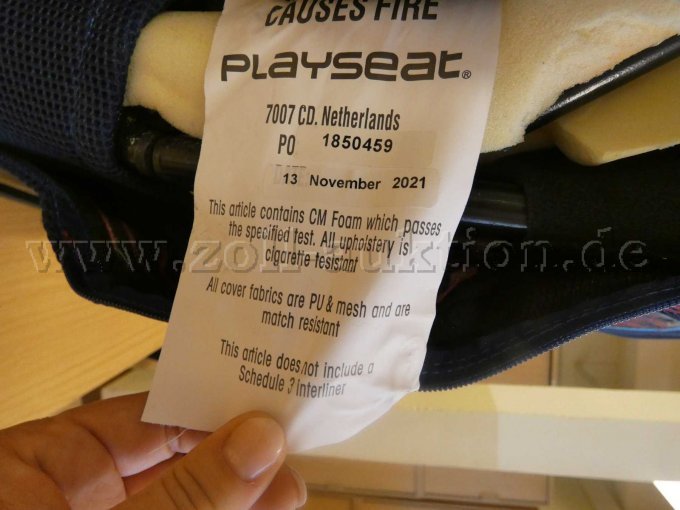 CAUSES FIRE
PLAYSEAT®
7007 CD. Netherlands
PO 1850459
DATE 13 November 2021
This article contains CM Foam which passes
the specified test. All upholstery is
cigarette resistant
All cover fabrics are PU & mesh and are
match resistant
This article does not include a
Schedule 3 interliner
www.zoll-auktion.de